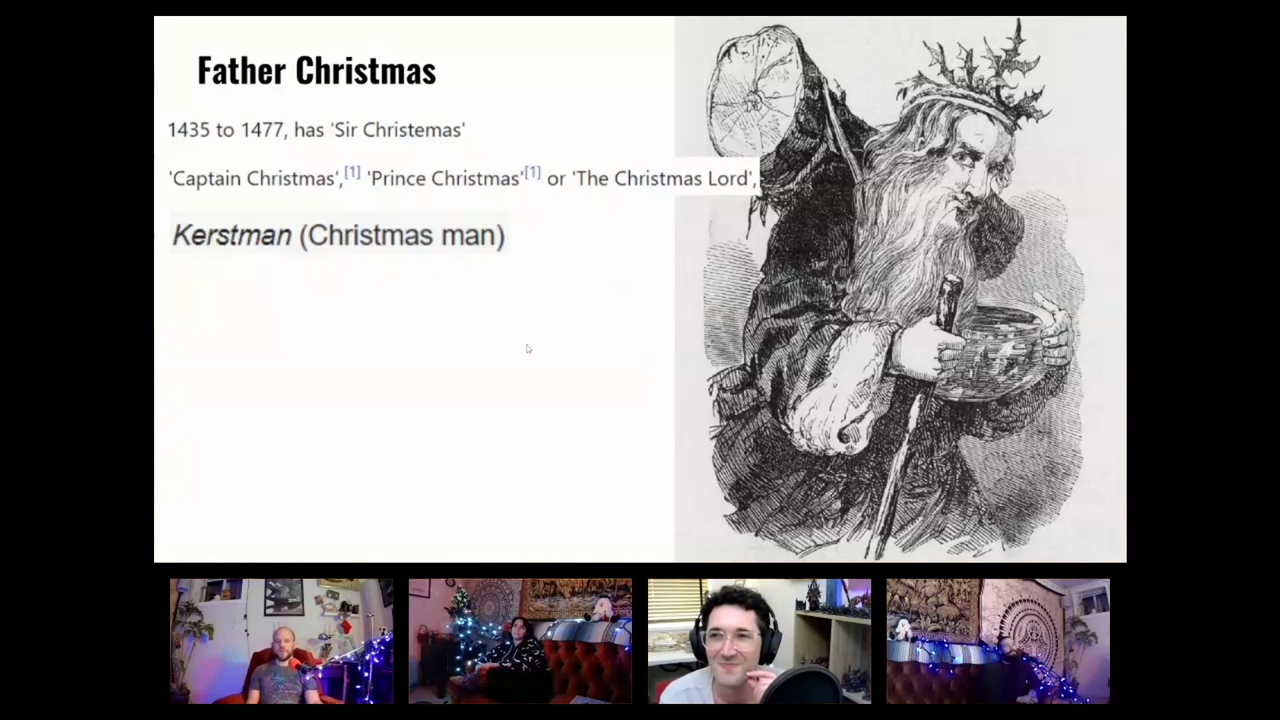 Father Christmas
1435 to 1477, has 'Sir Christemas'
'Captain Christmas',[1] 'Prince Christmas'[1] or 'The Christmas Lord',
Kerstman (Christmas man)